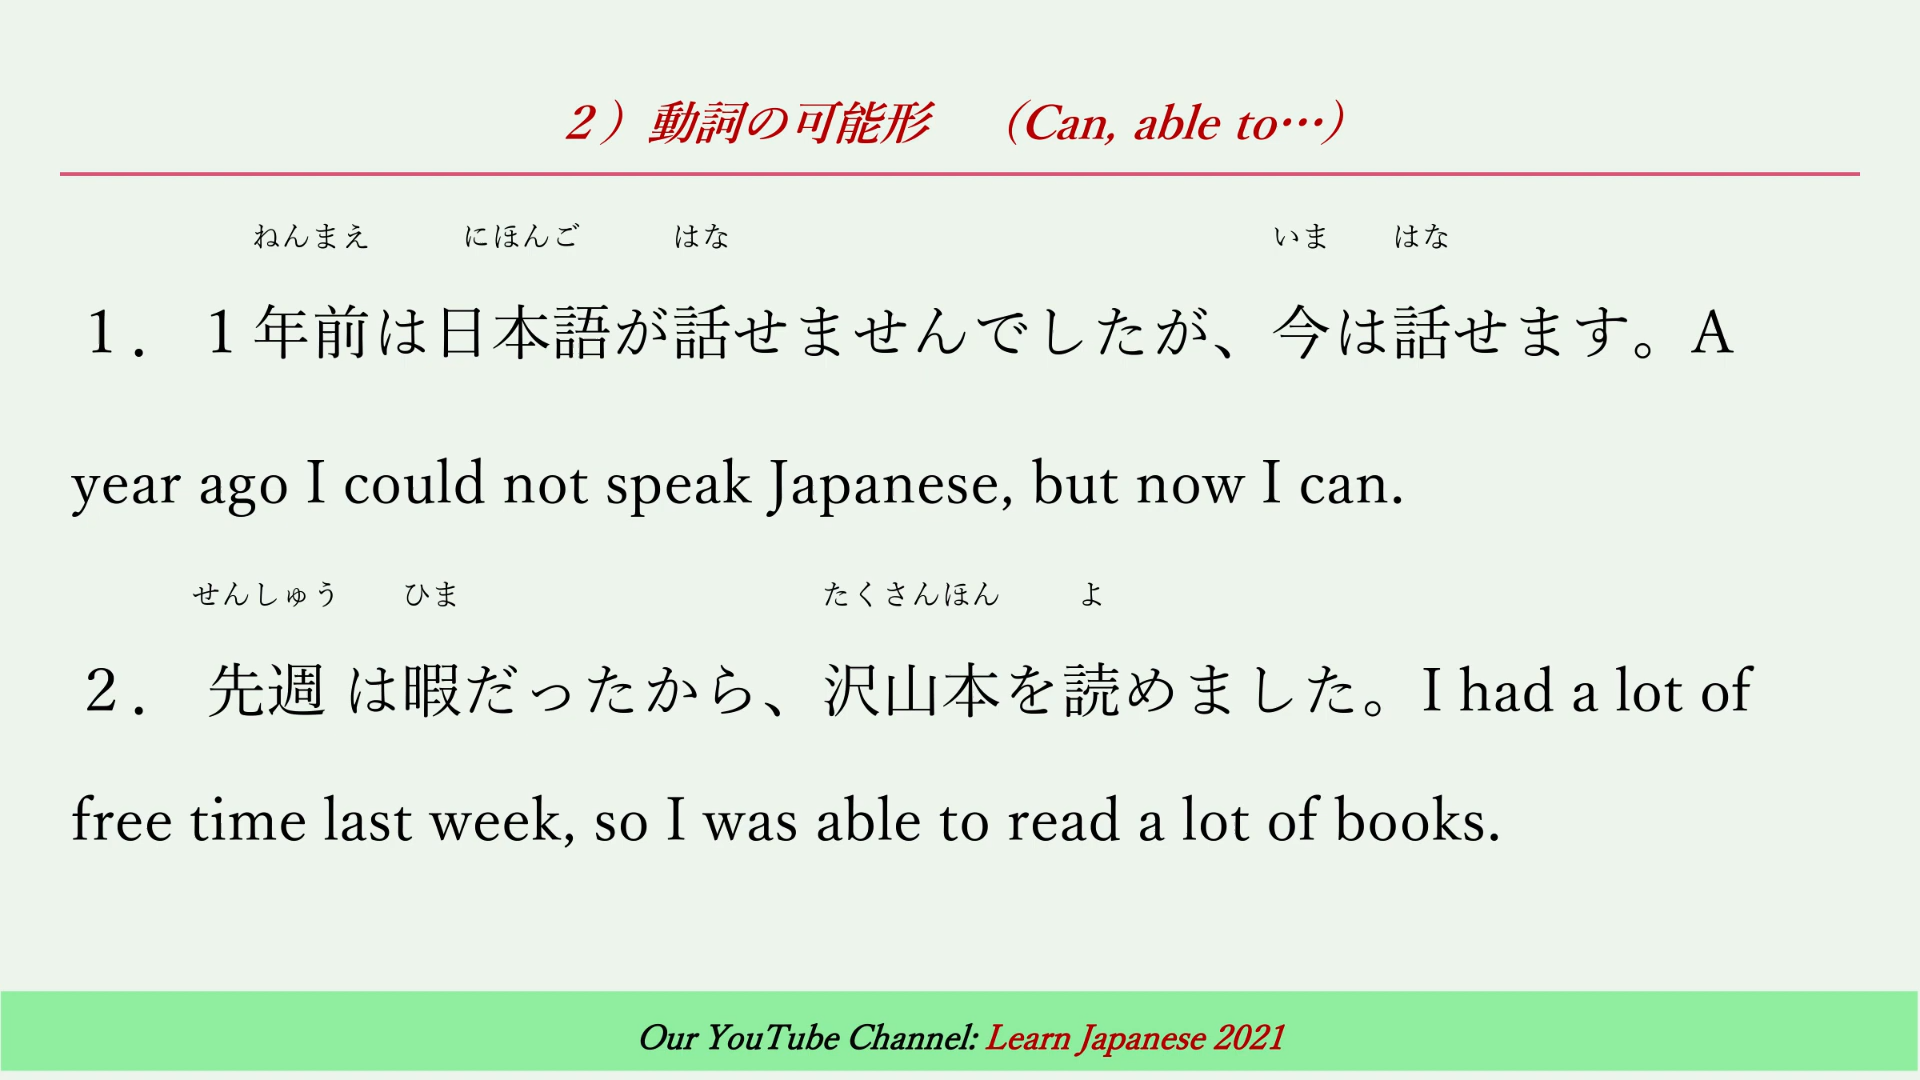 ２）動詞の可能形　（Can, able to…）
ねんまえ　にほんご　はな　いま　はな
１．１年前は日本語が話せませんでしたが、今は話せます。A
year ago I could not speak Japanese, but now I can.
せんしゅう　ひま　たくさんほん　よ
２．先週 は暇だったから、沢山本を読めました。I had a lot of
free time last week, so I was able to read a lot of books.
Our YouTube Channel: Learn Japanese 2021